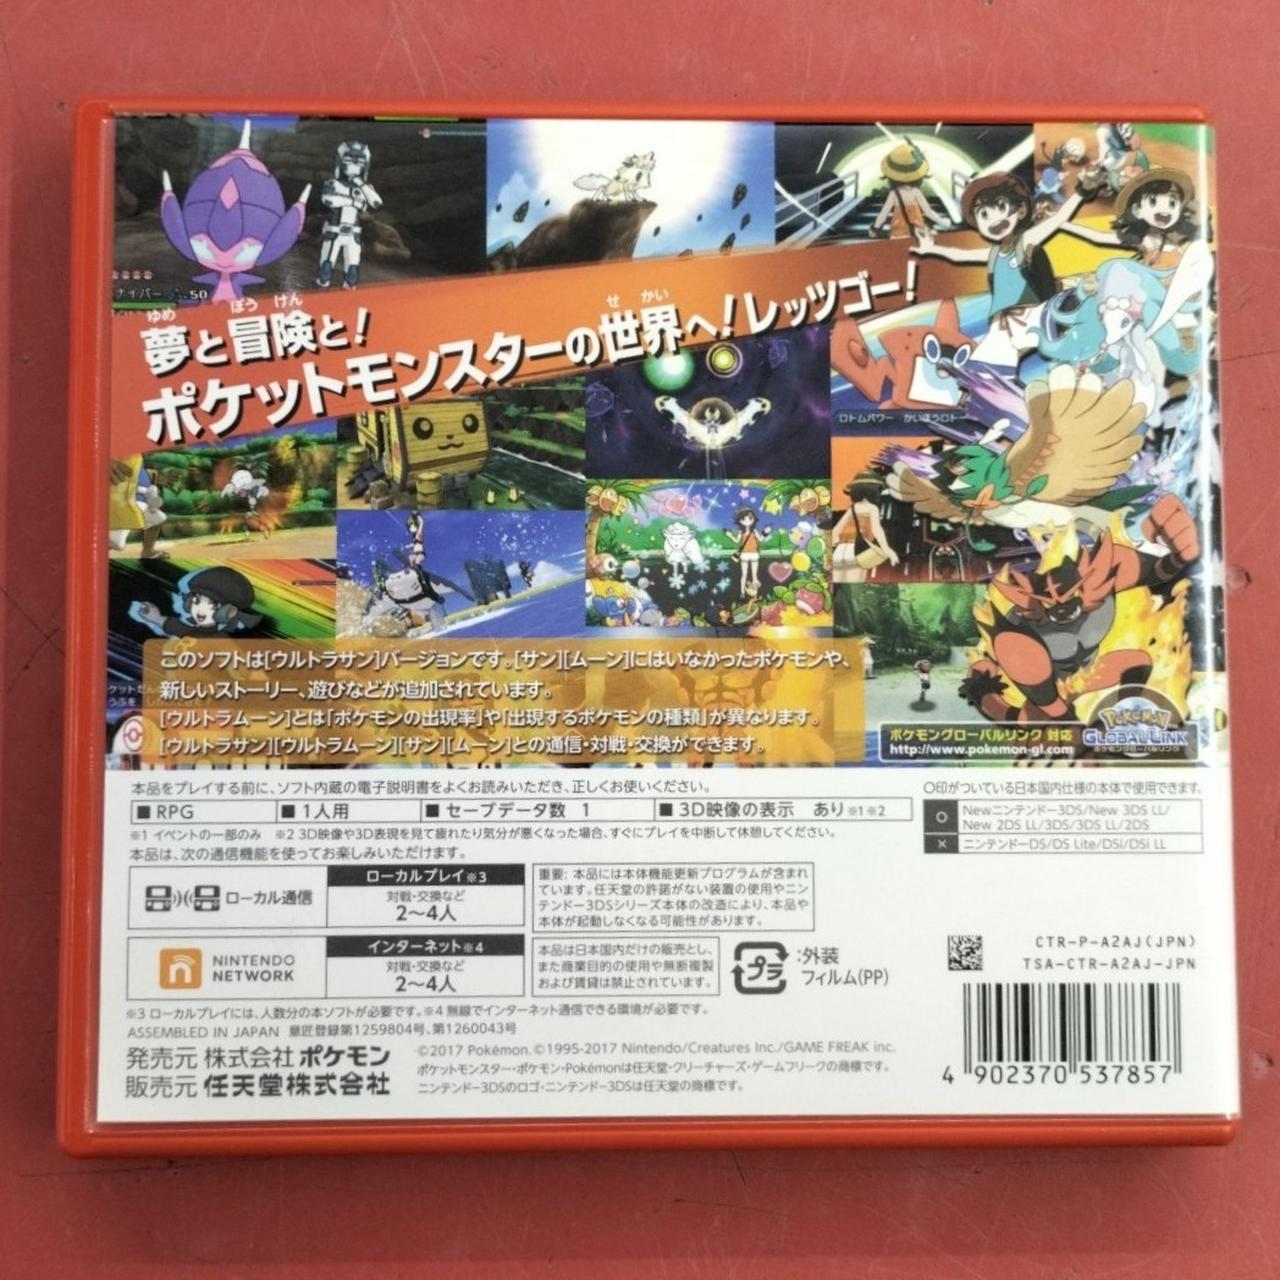 ナイバー
50
ゆめ ぼう けん
夢と冒険と!
せ かい
ポケットモンスターの世界へ!レッツゴー!
ロトムパワー かいほうロトー
このソフトは[ウルトラサン]バージョンです。[サン][ムーン]にはいなかったポケモンや、
新しいストーリー、遊びなどが追加されています。
[ウルトラムーン]とは「ポケモンの出現率」や「出現するポケモンの種類」が異なります。
[ウルトラサン][ウルトラムーン][サン][ムーン]との通信・対戦・交換ができます。
ポケモングローバルリンク 対応
http://www.pokemon-gl.com
POKéMON
GLOBAL LINK
ポケモングローバルリンク
本品をプレイする前に、ソフト内蔵の電子説明書をよくお読みいただき、正しくお使いください。
■ RPG ■ 1人用 ■ セーブデータ数 1 ■ 3D映像の表示 あり※1※2
※1 イベントの一部のみ ※2 3D映像や3D表現を見て疲れたり気分が悪くなった場合、すぐにプレイを中断して休憩してください。
本品は、次の通信機能を使ってお楽しみいただけます。
○印がついている日本国内仕様の本体で使用できます。
○ Newニンテンドー3DS/New 3DS LL/
New 2DS LL/3DS/3DS LL/2DS
× ニンテンドーDS/DS Lite/DSi/DSi LL
ローカル通信
ローカルプレイ※3
対戦・交換など
2〜4人
重要: 本品には本体機能更新プログラムが含まれ
ています。任天堂の許諾がない装置の使用やニン
テンドー3DSシリーズ本体の改造により、本品や
本体が起動しなくなる可能性があります。
NINTENDO
NETWORK
インターネット※4
対戦・交換など
2〜4人
本品は日本国内だけの販売とし、
また商業目的の使用や無断複製
および賃貸は禁止されています。
プラ
:外装
フィルム(PP)
CTR-P-A2AJ(JPN)
TSA-CTR-A2AJ-JPN
※3 ローカルプレイには、人数分の本ソフトが必要です。※4 無線でインターネット通信できる環境が必要です。
ASSEMBLED IN JAPAN 意匠登録第1259804号、第1260043号
発売元 株式会社 ポケモン
販売元 任天堂株式会社
©2017 Pokémon. ©1995-2017 Nintendo/Creatures Inc./GAME FREAK inc.
ポケットモンスター・ポケモン・Pokémonは任天堂・クリーチャーズ・ゲームフリークの商標です。
ニンテンドー3DSのロゴ・ニンテンドー3DSは任天堂の商標です。
4 902370 537857